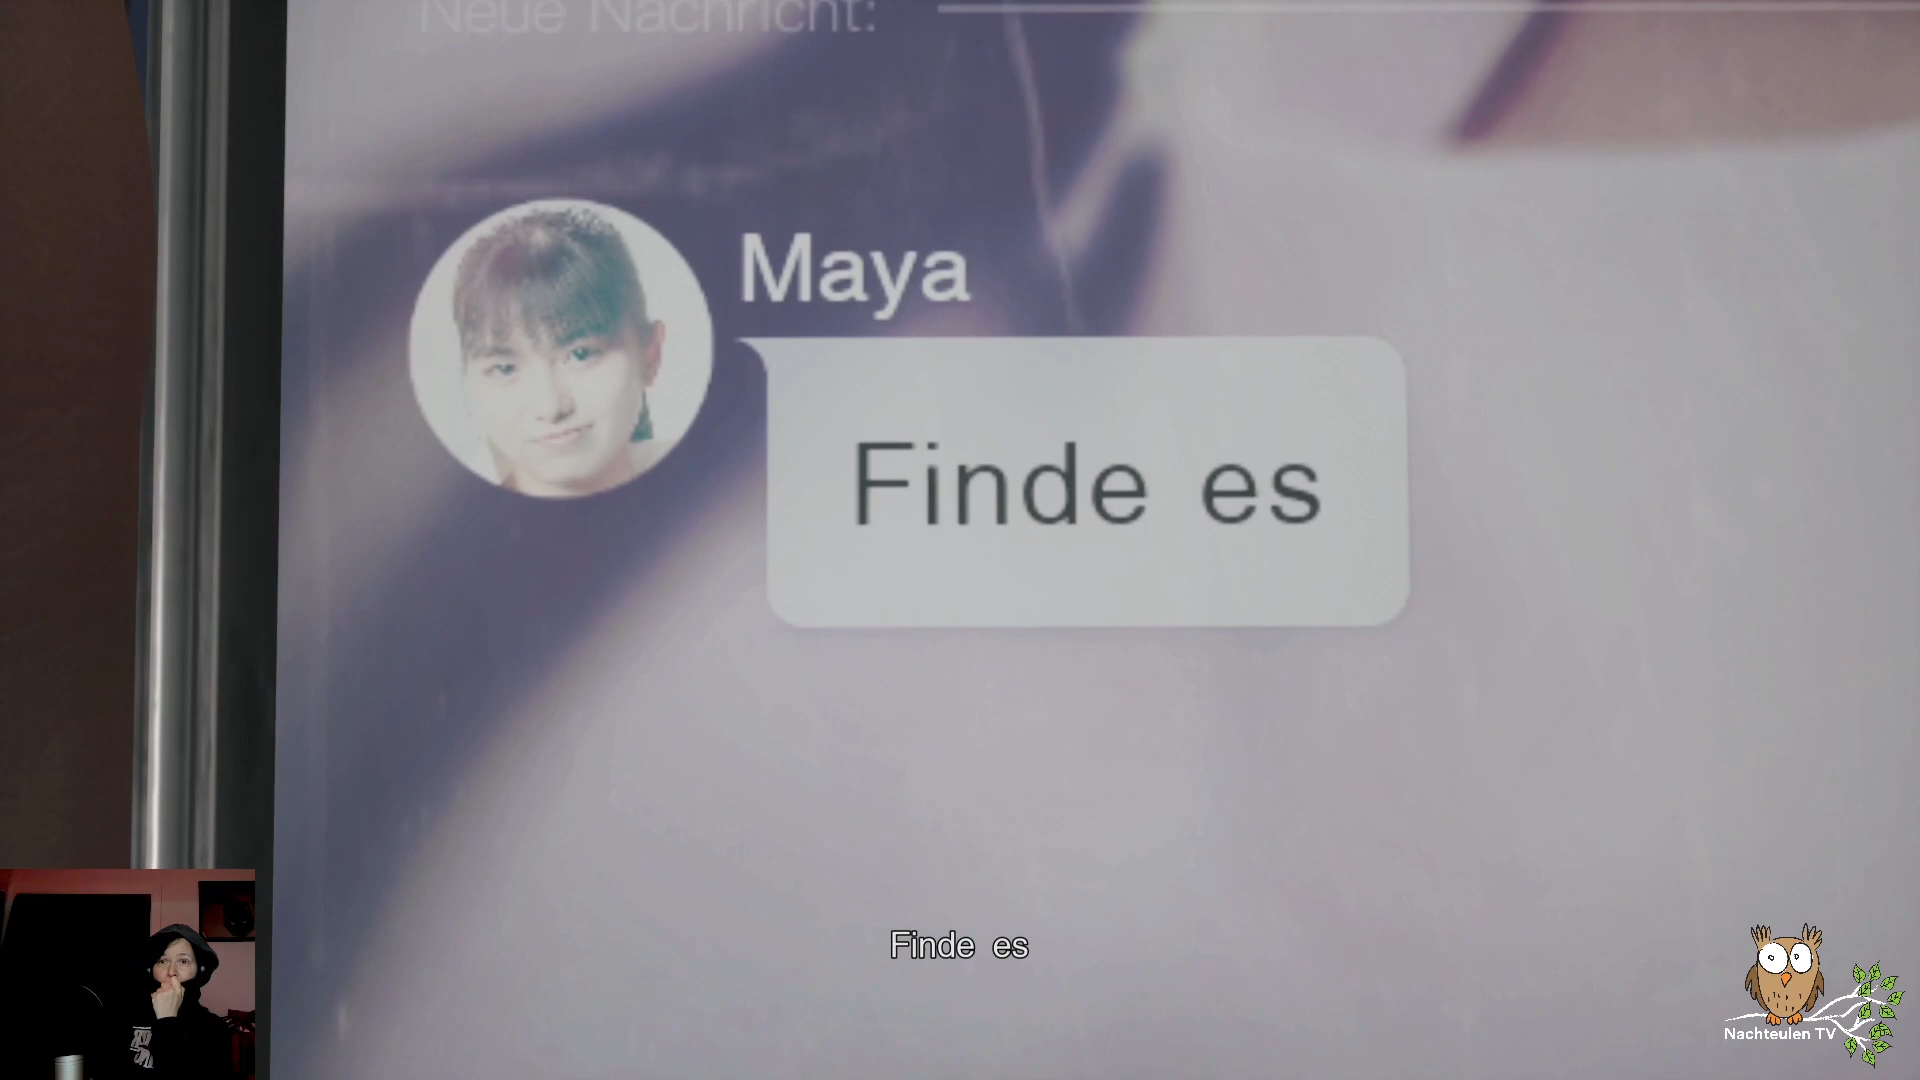 Neue Nachricht:
Maya
Finde es
Finde es
Nachteulen TV